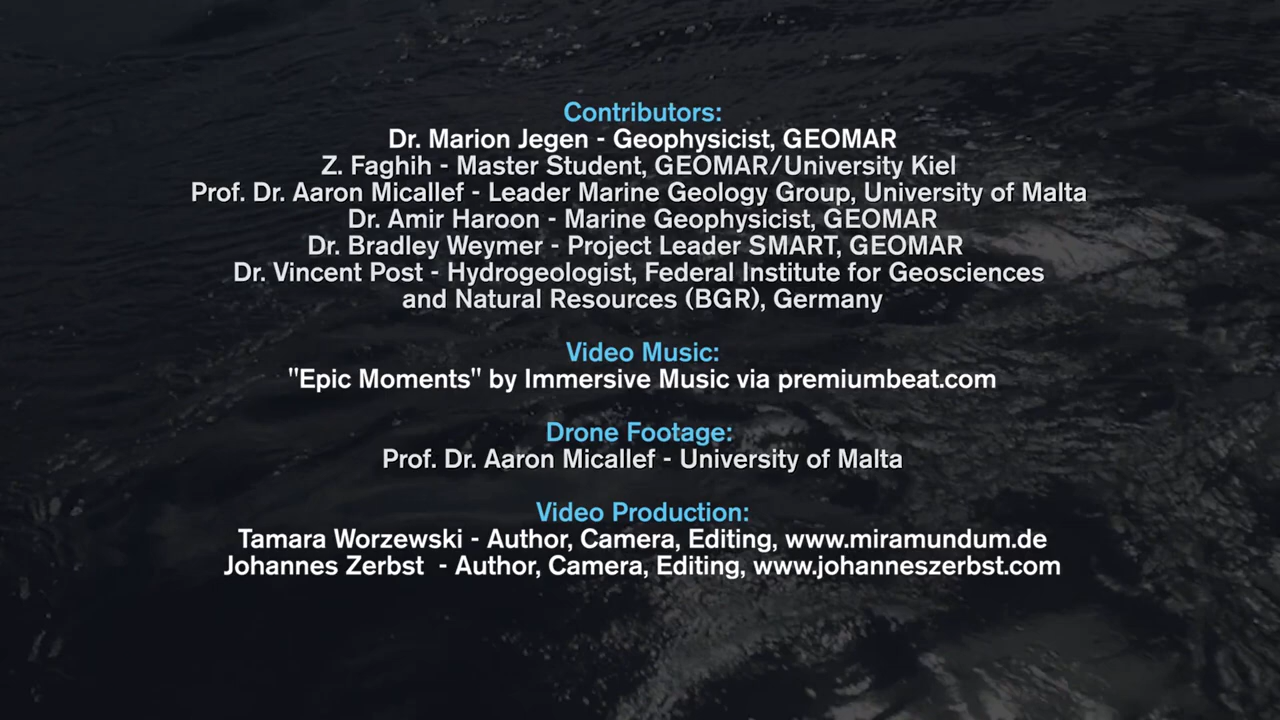 Contributors:
Dr. Marion Jegen - Geophysicist, GEOMAR
Z. Faghih - Master Student, GEOMAR/University Kiel
Prof. Dr. Aaron Micallef - Leader Marine Geology Group, University of Malta
Dr. Amir Haroon - Marine Geophysicist, GEOMAR
Dr. Bradley Weymer - Project Leader SMART, GEOMAR
Dr. Vincent Post - Hydrogeologist, Federal Institute for Geosciences
and Natural Resources (BGR), Germany
Video Music:
"Epic Moments" by Immersive Music via premiumbeat.com
Drone Footage:
Prof. Dr. Aaron Micallef - University of Malta
Video Production:
Tamara Worzewski - Author, Camera, Editing, www.miramundum.de
Johannes Zerbst  - Author, Camera, Editing, www.johanneszerbst.com